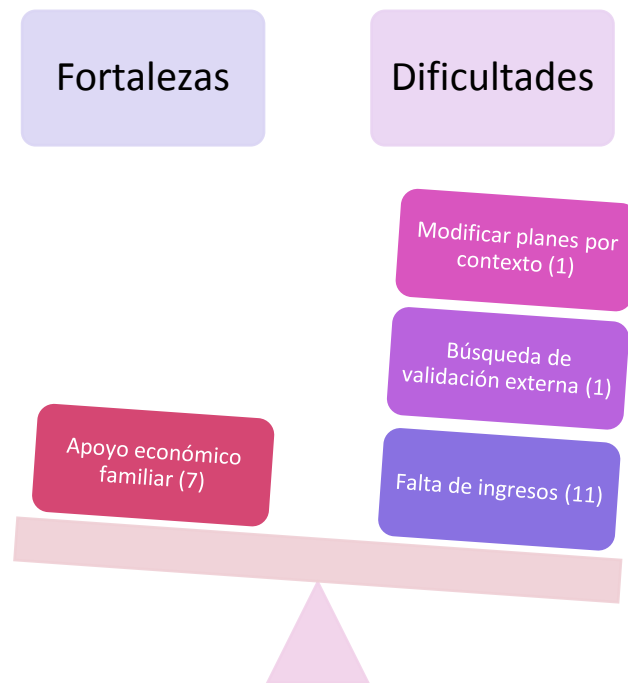 Fortalezas
Dificultades
Modificar planes por
contexto (1)
Búsqueda de
validación externa (1)
Apoyo económico
familiar (7)
Falta de ingresos (11)